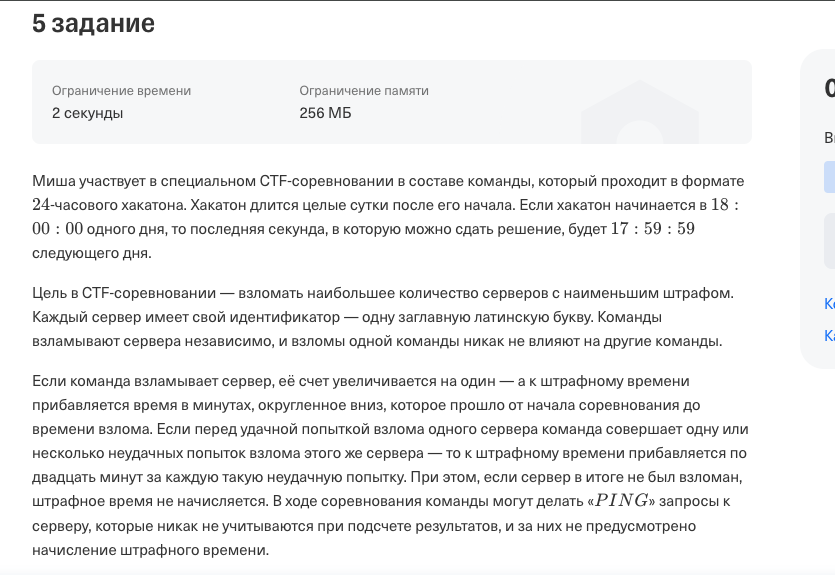 5 задание
Ограничение времени
Ограничение памяти
2 секунды
256 МБ
Миша участвует в специальном CTF-соревновании в составе команды, который проходит в формате
24-часового хакатона. Хакатон длится целые сутки после его начала. Если хакатон начинается в 18 :
00 : 00 одного дня, то последняя секунда, в которую можно сдать решение, будет 17 : 59 : 59
следующего дня.
Цель в CTF-соревновании — взломать наибольшее количество серверов с наименьшим штрафом.
Каждый сервер имеет свой идентификатор — одну заглавную латинскую букву. Команды
взламывают сервера независимо, и взломы одной команды никак не влияют на другие команды.
Если команда взламывает сервер, её счет увеличивается на один — а к штрафному времени
прибавляется время в минутах, округленное вниз, которое прошло от начала соревнования до
времени взлома. Если перед удачной попыткой взлома одного сервера команда совершает одну или
несколько неудачных попыток взлома этого же сервера — то к штрафному времени прибавляется по
двадцать минут за каждую такую неудачную попытку. При этом, если сервер в итоге не был взломан,
штрафное время не начисляется. В ходе соревнования команды могут делать «PING» запросы к
серверу, которые никак не учитываются при подсчете результатов, и за них не предусмотрено
начисление штрафного времени.